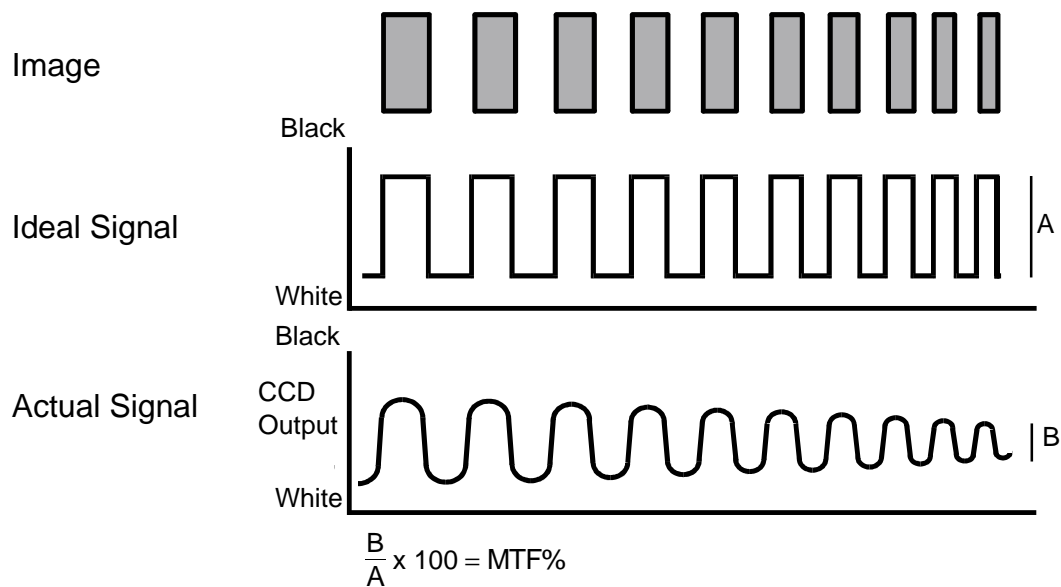 Image
Black
Ideal Signal
A
White
Black
CCD
Output
Actual Signal
B
White
B
A
x 100 = MTF%